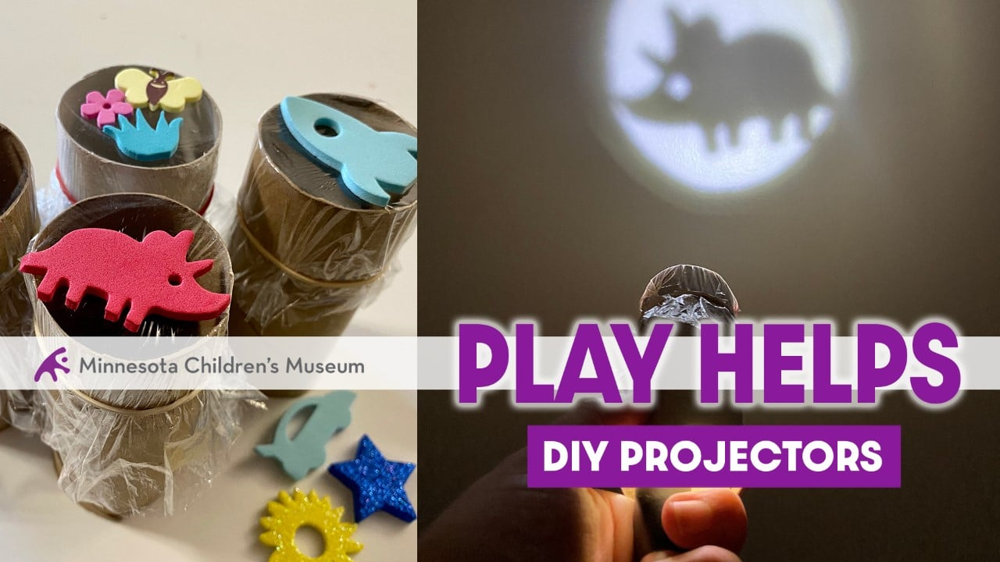 Minnesota Children's Museum
PLAY HELPS
DIY PROJECTORS